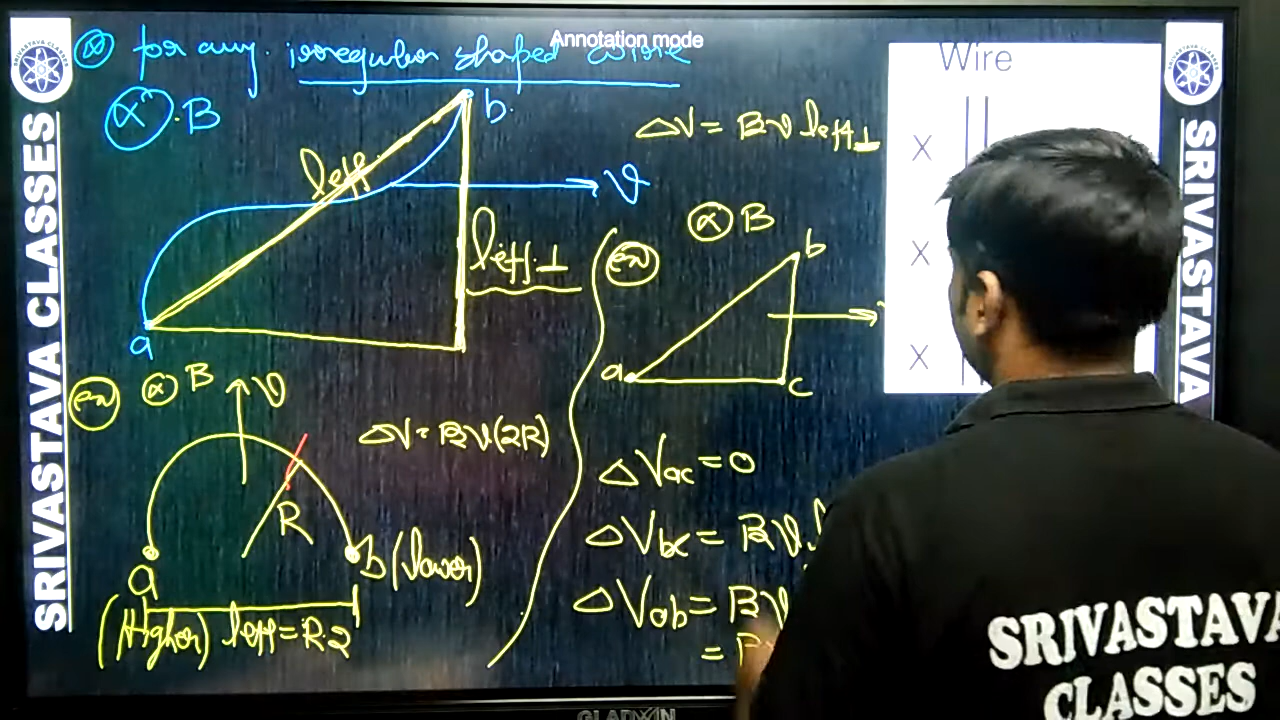 Annotation mode
for any irregular shaped wire
Wire
(×) B
b
ΔV = Bv leff⊥
leff
v
X
leff⊥
(×) B
b
X
a
a
c
X
(×) B
v
ΔV = Bv(2R)
ΔVac = 0
R
ΔVbc = Bv
a
b (lower)
(Higher)
leff = R2
ΔVab = Bv
=
SRIVASTAVA CLASSES
SRIVASTAVA
SRIVASTAVA
CLASSES